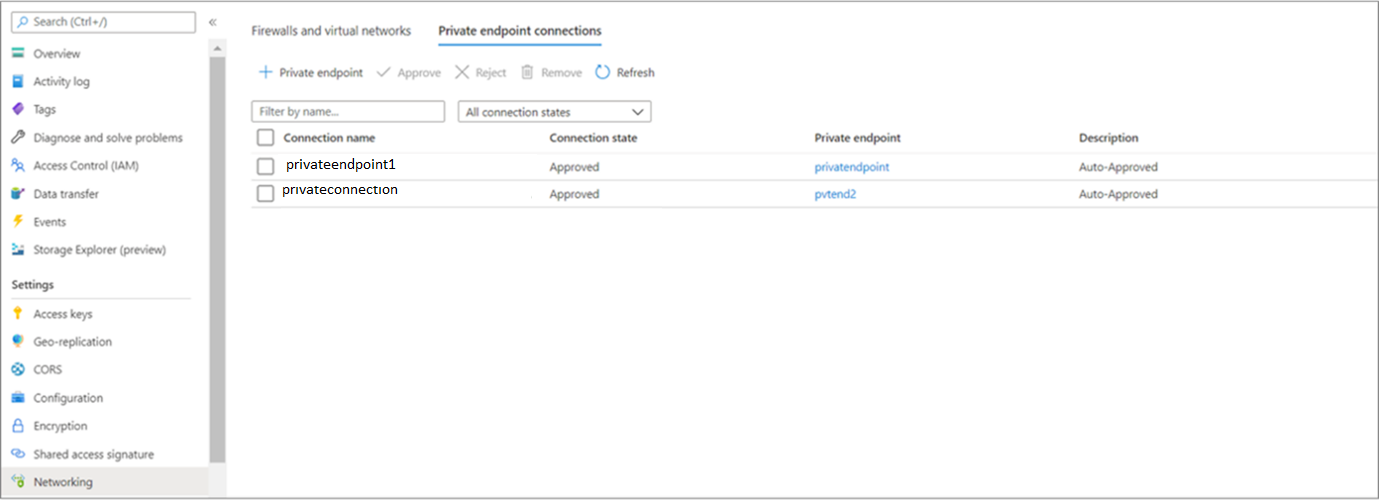 Search (Ctrl+/)
«
Overview
Activity log
Tags
Diagnose and solve problems
Access Control (IAM)
Data transfer
Events
Storage Explorer (preview)
Settings
Access keys
Geo-replication
CORS
Configuration
Encryption
Shared access signature
Networking
Firewalls and virtual networks Private endpoint connections
+ Private endpoint Approve Reject Remove Refresh
Filter by name... All connection states
Connection name Connection state Private endpoint Description
privateendpoint1 Approved privatendpoint Auto-Approved
privateconnection Approved pvtend2 Auto-Approved